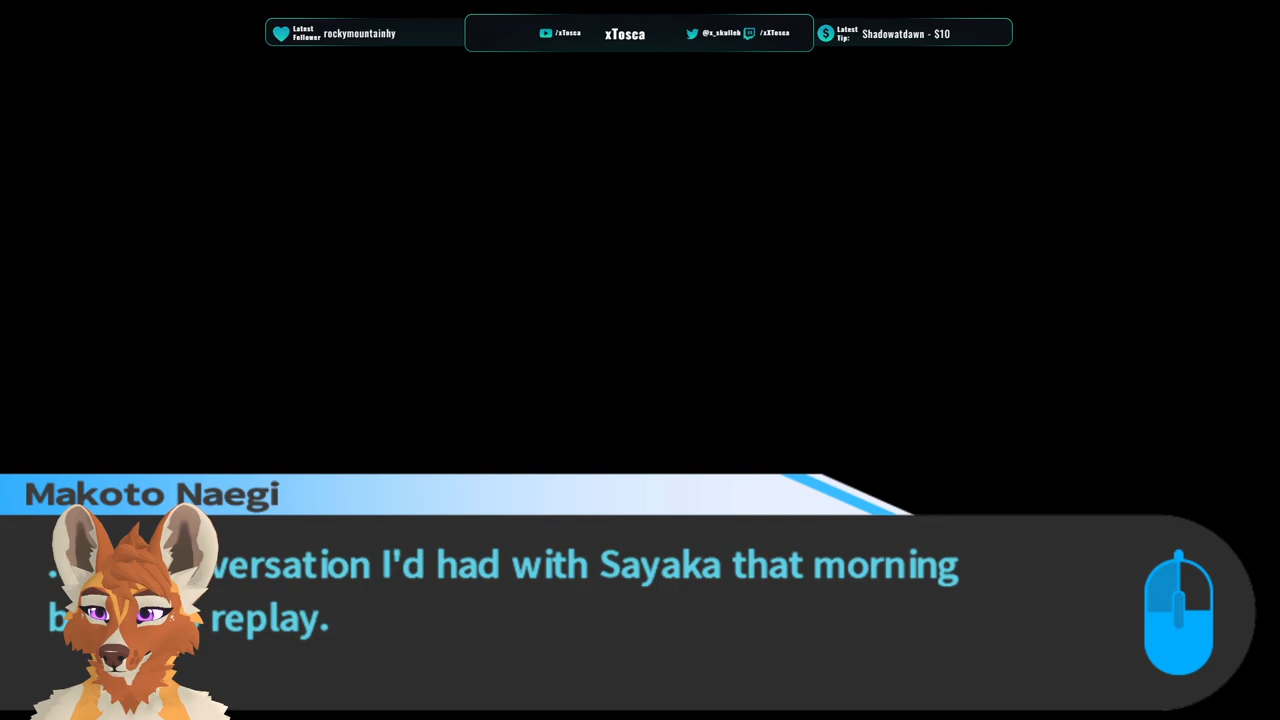 Latest
Follower rockymountainhy
/xTosca
xTosca
@x_skulleh
/xXTosca
Latest
Tip: Shadowatdawn - $10
Makoto Naegi
I'd had with Sayaka that morning
replay.